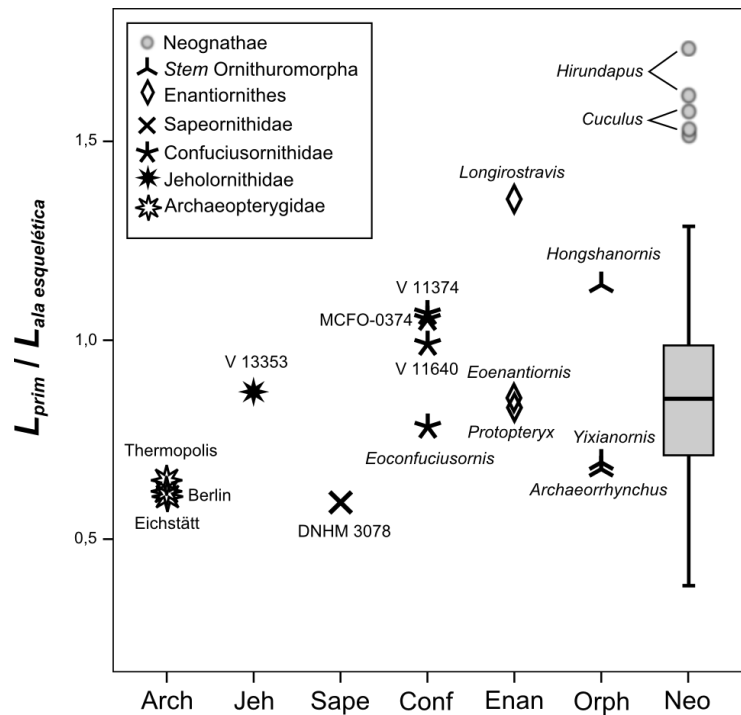 Neognathae
Stem Ornithuromorpha
Enantiornithes
Sapeornithidae
Confuciusornithidae
Jeholornithidae
Archaeopterygidae
Hirundapus
Cuculus
1,5
Longirostravis
Hongshanornis
V 11374
MCFO-0374
1,0
V 13353
V 11640
Eoenantiornis
Protopteryx
Yixianornis
Eoconfuciusornis
Archaeorrhynchus
Thermopolis
Berlin
Eichstätt
DNHM 3078
0,5
L prim / L ala esquelética
Arch Jeh Sape Conf Enan Orph Neo